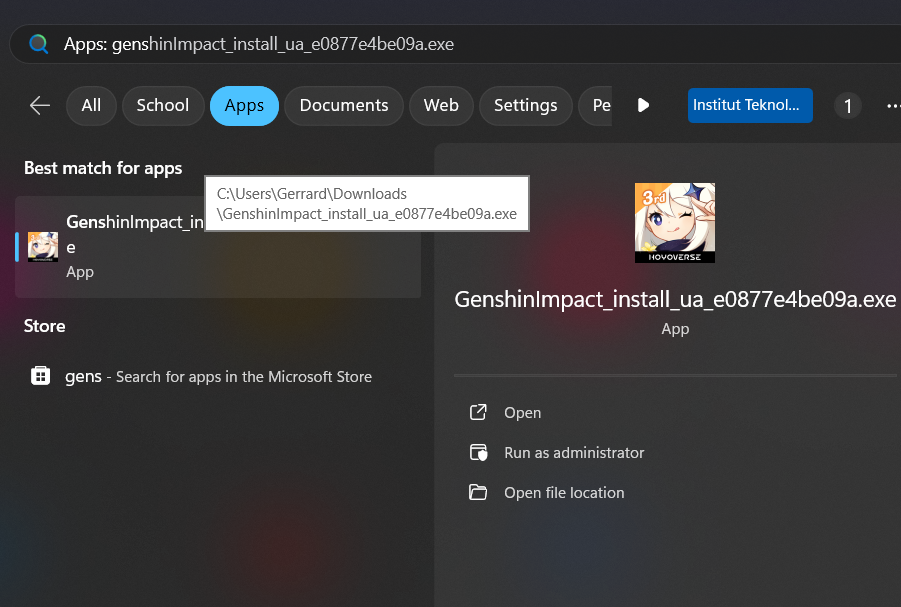 Apps: genshinImpact_install_ua_e0877e4be09a.exe
All
School
Apps
Documents
Web
Settings
Pe
Institut Teknol...
1
Best match for apps
C:\Users\Gerrard\Downloads
\GenshinImpact_install_ua_e0877e4be09a.exe
GenshinImpact_in
e
App
Store
gens - Search for apps in the Microsoft Store
3rd
HOYOVERSE
GenshinImpact_install_ua_e0877e4be09a.exe
App
Open
Run as administrator
Open file location